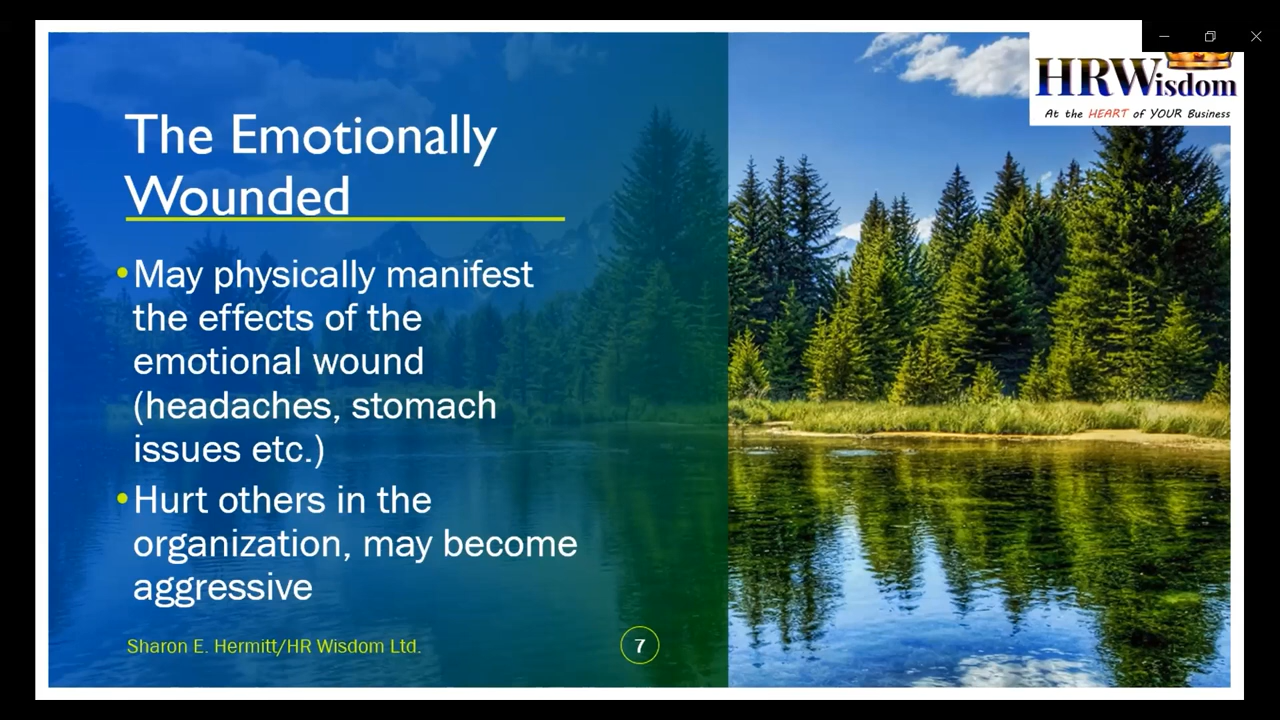 HRWisdom
At the HEART of YOUR Business
The Emotionally
Wounded
•May physically manifest
the effects of the
emotional wound
(headaches, stomach
issues etc.)
•Hurt others in the
organization, may become
aggressive
Sharon E. Hermitt/HR Wisdom Ltd.
7